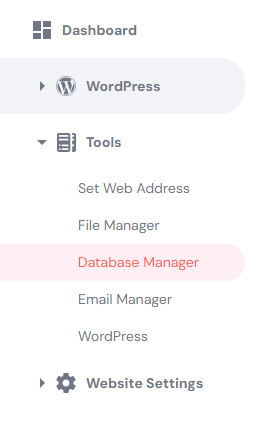 Dashboard
WordPress
Tools
Set Web Address
File Manager
Database Manager
Email Manager
WordPress
Website Settings